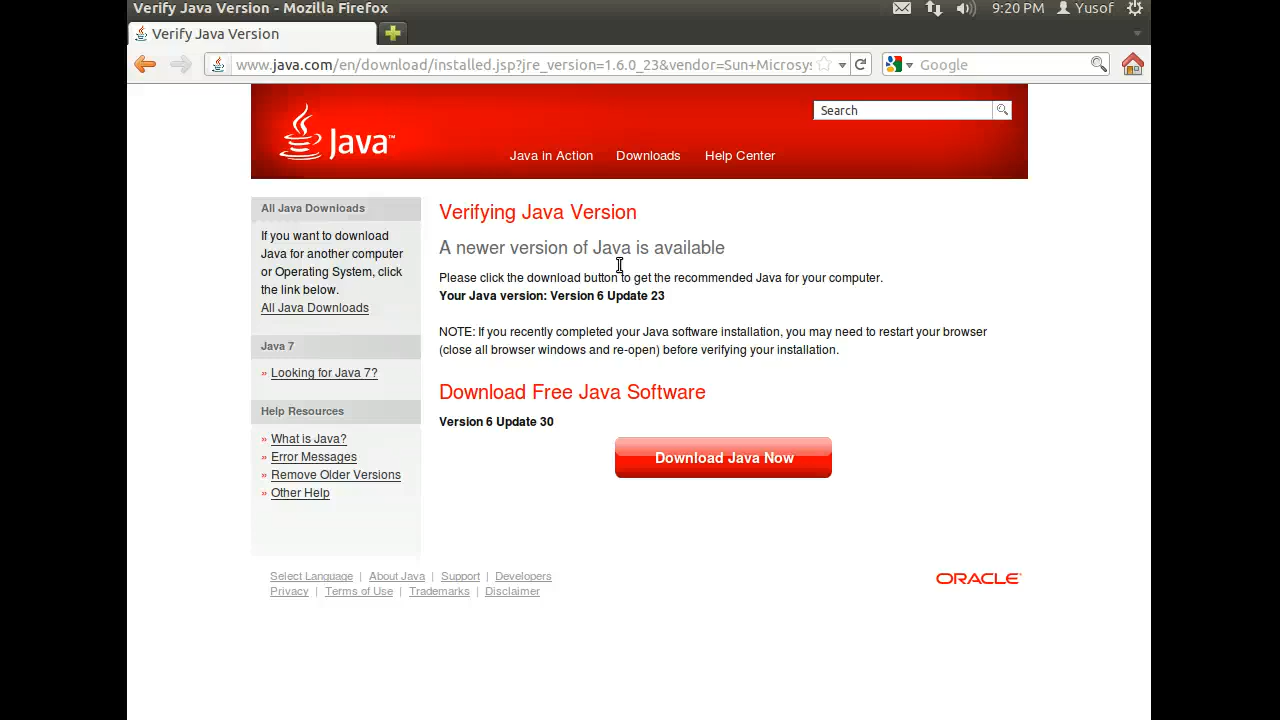 Verify Java Version - Mozilla Firefox
9:20 PM Yusof
Verify Java Version
www.java.com/en/download/installed.jsp?jre_version=1.6.0_23&vendor=Sun+Microsys
Google
Java™
Search
Java in Action Downloads Help Center
All Java Downloads
If you want to download
Java for another computer
or Operating System, click
the link below.
All Java Downloads
Java 7
» Looking for Java 7?
Help Resources
» What is Java?
» Error Messages
» Remove Older Versions
» Other Help
Verifying Java Version
A newer version of Java is available
Please click the download button to get the recommended Java for your computer.
Your Java version: Version 6 Update 23
NOTE: If you recently completed your Java software installation, you may need to restart your browser
(close all browser windows and re-open) before verifying your installation.
Download Free Java Software
Version 6 Update 30
Download Java Now
Select Language | About Java | Support | Developers
Privacy | Terms of Use | Trademarks | Disclaimer
ORACLE